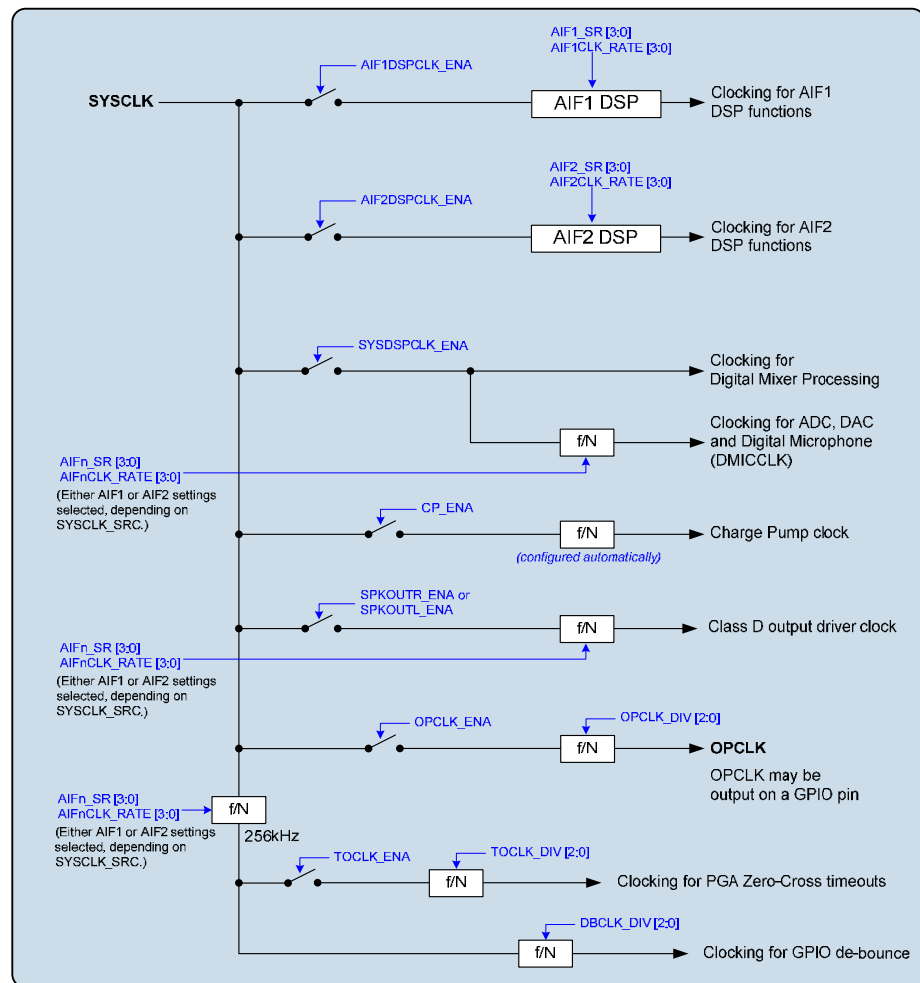 AIF1_SR [3:0]
AIF1CLK_RATE [3:0]
AIF1DSPCLK_ENA
SYSCLK
AIF1 DSP
Clocking for AIF1
DSP functions
AIF2_SR [3:0]
AIF2CLK_RATE [3:0]
AIF2DSPCLK_ENA
AIF2 DSP
Clocking for AIF2
DSP functions
SYSDSPCLK_ENA
Clocking for
Digital Mixer Processing
f/N
Clocking for ADC, DAC
and Digital Microphone
(DMICCLK)
AIFn_SR [3:0]
AIFnCLK_RATE [3:0]
(Either AIF1 or AIF2 settings
selected, depending on
SYSCLK_SRC.)
CP_ENA
f/N
(configured automatically)
Charge Pump clock
SPKOUTR_ENA or
SPKOUTL_ENA
f/N
Class D output driver clock
AIFn_SR [3:0]
AIFnCLK_RATE [3:0]
(Either AIF1 or AIF2 settings
selected, depending on
SYSCLK_SRC.)
OPCLK_ENA
OPCLK_DIV [2:0]
f/N
OPCLK
OPCLK may be
output on a GPIO pin
AIFn_SR [3:0]
AIFnCLK_RATE [3:0]
(Either AIF1 or AIF2 settings
selected, depending on
SYSCLK_SRC.)
f/N
256kHz
TOCLK_ENA
TOCLK_DIV [2:0]
f/N
Clocking for PGA Zero-Cross timeouts
DBCLK_DIV [2:0]
f/N
Clocking for GPIO de-bounce